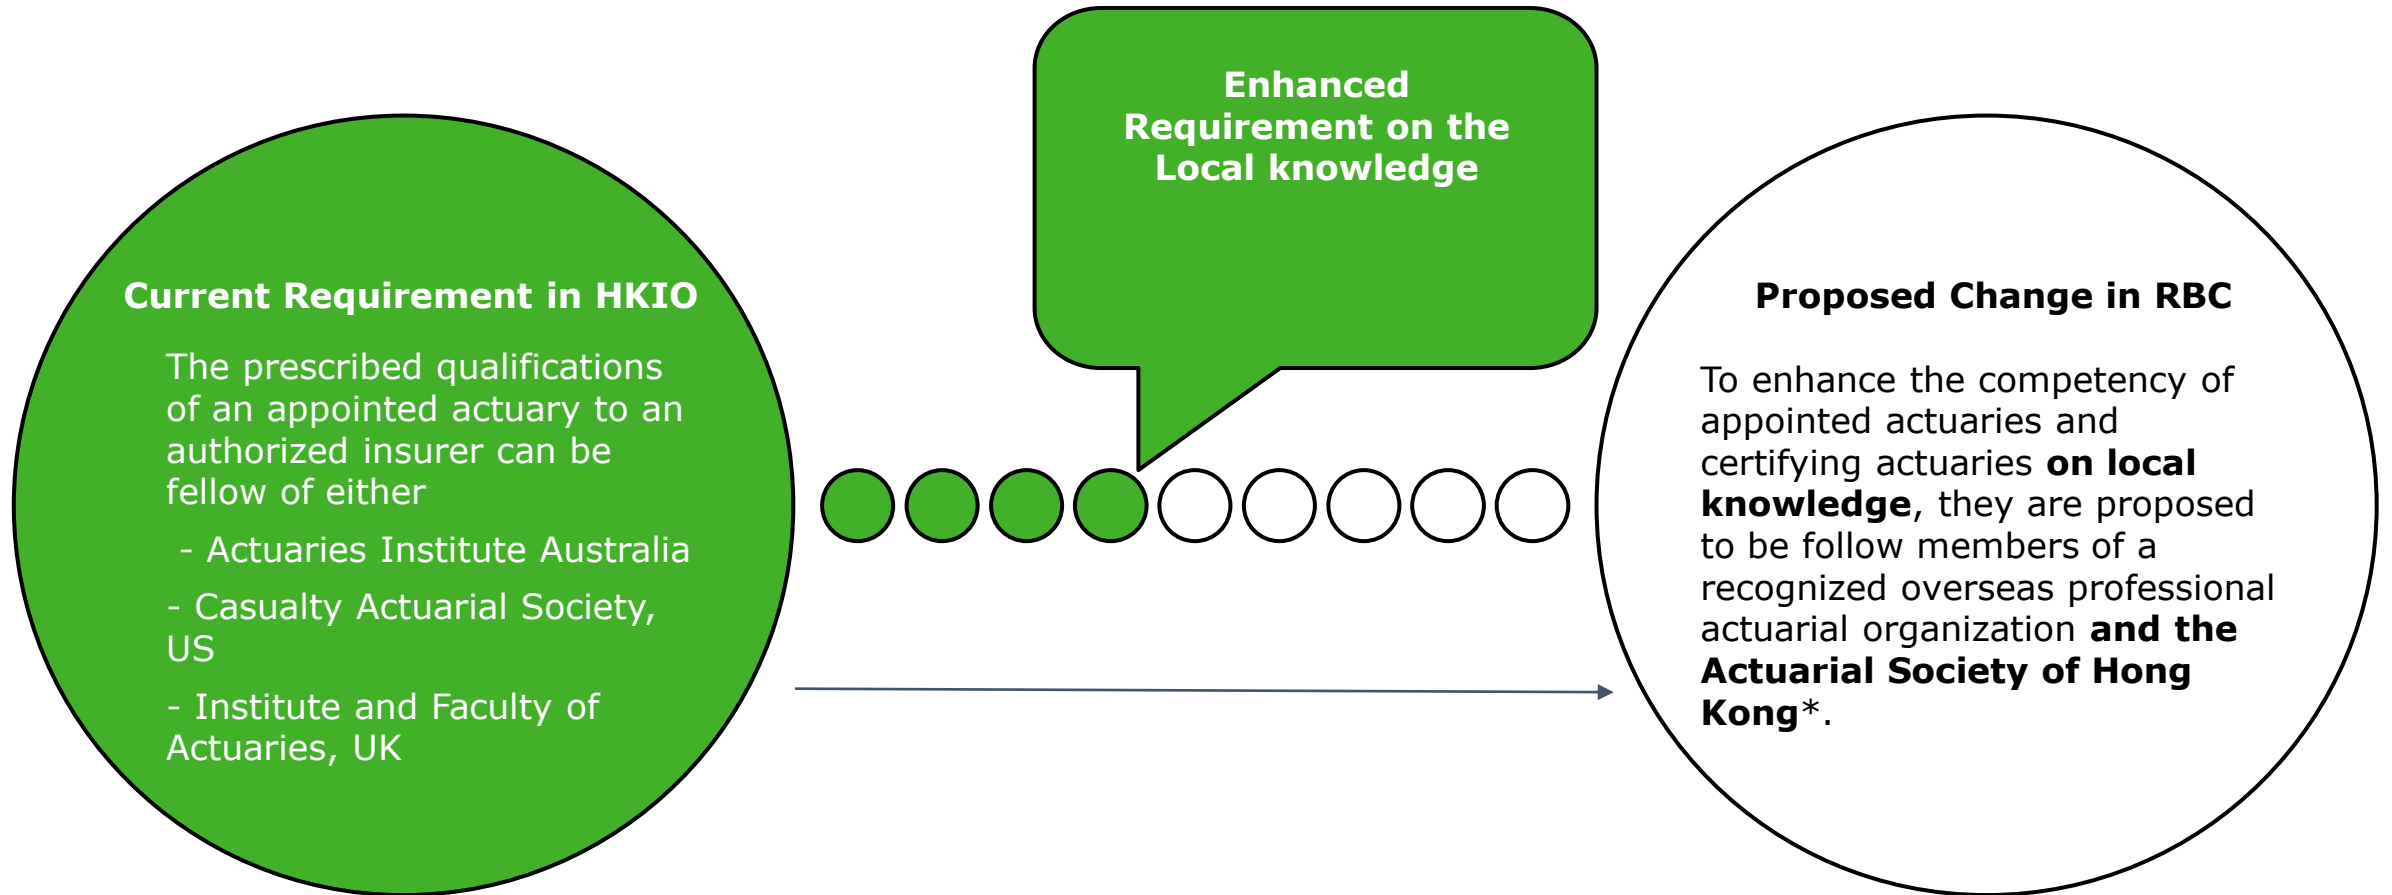 Enhanced
Requirement on the
Local knowledge
Current Requirement in HKIO
The prescribed qualifications
of an appointed actuary to an
authorized insurer can be
fellow of either
- Actuaries Institute Australia
- Casualty Actuarial Society,
US
- Institute and Faculty of
Actuaries, UK
Proposed Change in RBC
To enhance the competency of
appointed actuaries and
certifying actuaries on local
knowledge, they are proposed
to be follow members of a
recognized overseas professional
actuarial organization and the
Actuarial Society of Hong
Kong*.